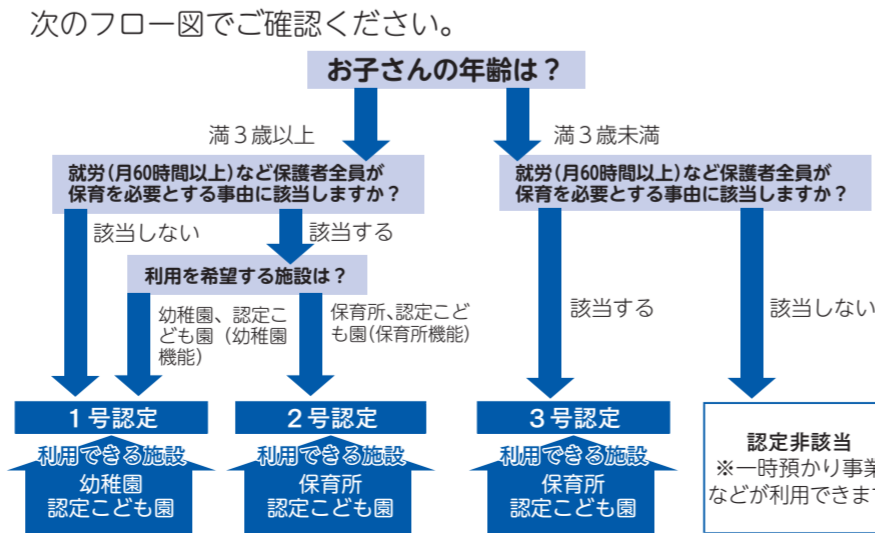 次のフロー図でご確認ください。
お子さんの年齢は？
満３歳以上
満３歳未満
就労(月60時間以上)など保護者全員が
保育を必要とする事由に該当しますか？
就労(月60時間以上)など保護者全員が
保育を必要とする事由に該当しますか？
該当しない
該当する
利用を希望する施設は？
幼稚園、認定こ
ども園（幼稚園
機能）
保育所、認定こど
も園(保育所機能)
該当する
該当しない
１号認定
利用できる施設
幼稚園
認定こども園
２号認定
利用できる施設
保育所
認定こども園
３号認定
利用できる施設
保育所
認定こども園
認定非該当
※一時預かり事業
などが利用できます